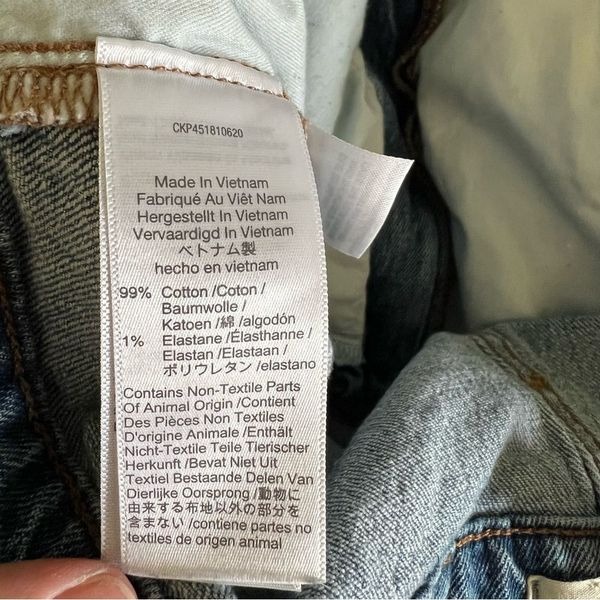 CKP451810620
Made In Vietnam
Fabriqué Au Viêt Nam
Hergestellt In Vietnam
Vervaardigd In Vietnam
ベトナム製
hecho en vietnam
99% Cotton /Coton /
Baumwolle /
Katoen /綿 /algodón
1% Elastane /Élasthanne /
Elastan /Elastaan /
ポリウレタン /elastano
Contains Non-Textile Parts
Of Animal Origin /Contient
Des Pièces Non Textiles
D'origine Animale /Enthält
Nicht-Textile Teile Tierischer
Herkunft /Bevat Niet Uit
Textiel Bestaande Delen Van
Dierlijke Oorsprong /動物に
由来する布地以外の部分を
含まない /contiene partes no
textiles de origen animal